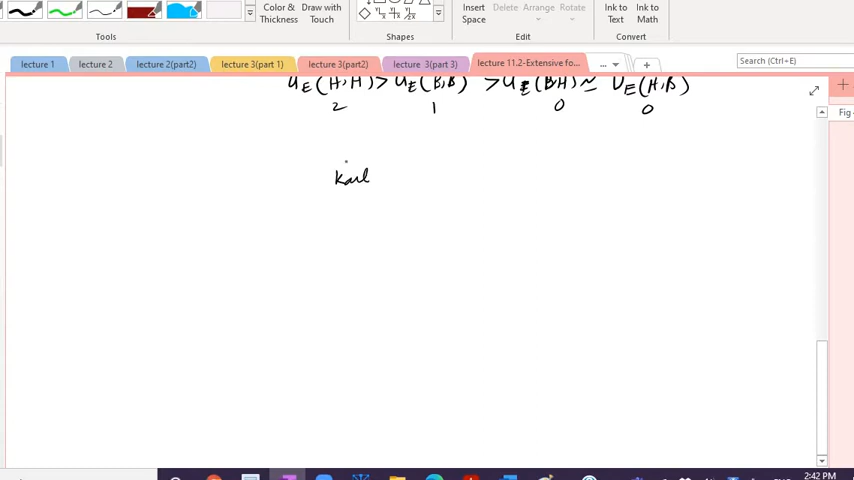 Tools
Color & Thickness
Draw with Touch
Shapes
Insert Space
Delete
Arrange
Rotate
Edit
Ink to Text
Ink to Math
Convert
lecture 1
lecture 2
lecture 2(part2)
lecture 3(part 1)
lecture 3(part2)
lecture 3(part 3)
lecture 11.2-Extensive fo...
...
Search (Ctrl+E)
Fig
U_E(H,H) > U_E(B,B) > U_E(B,H) ≃ U_E(H,B)
2 1 0 0
Karl
2:42 PM